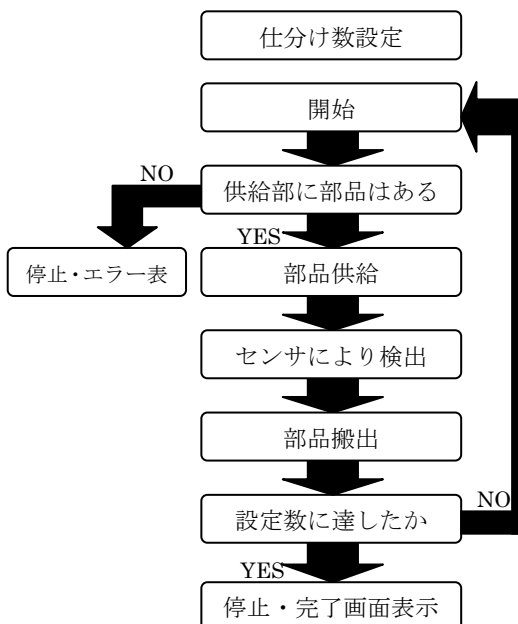 仕分け数設定
開始
NO
供給部に部品はある
YES
停止・エラー表
部品供給
センサにより検出
部品搬出
設定数に達したか
NO
YES
停止・完了画面表示